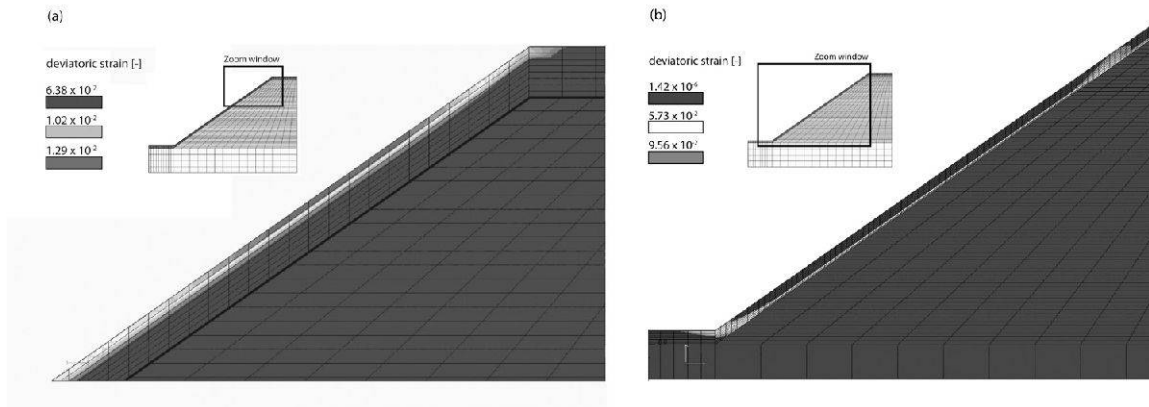 (a)
deviatoric strain [-]
6.38 x 10⁻⁷
1.02 x 10⁻²
1.29 x 10⁻²
Zoom window
(b)
deviatoric strain [-]
1.42 x 10⁻⁶
5.73 x 10⁻²
9.56 x 10⁻²
Zoom window